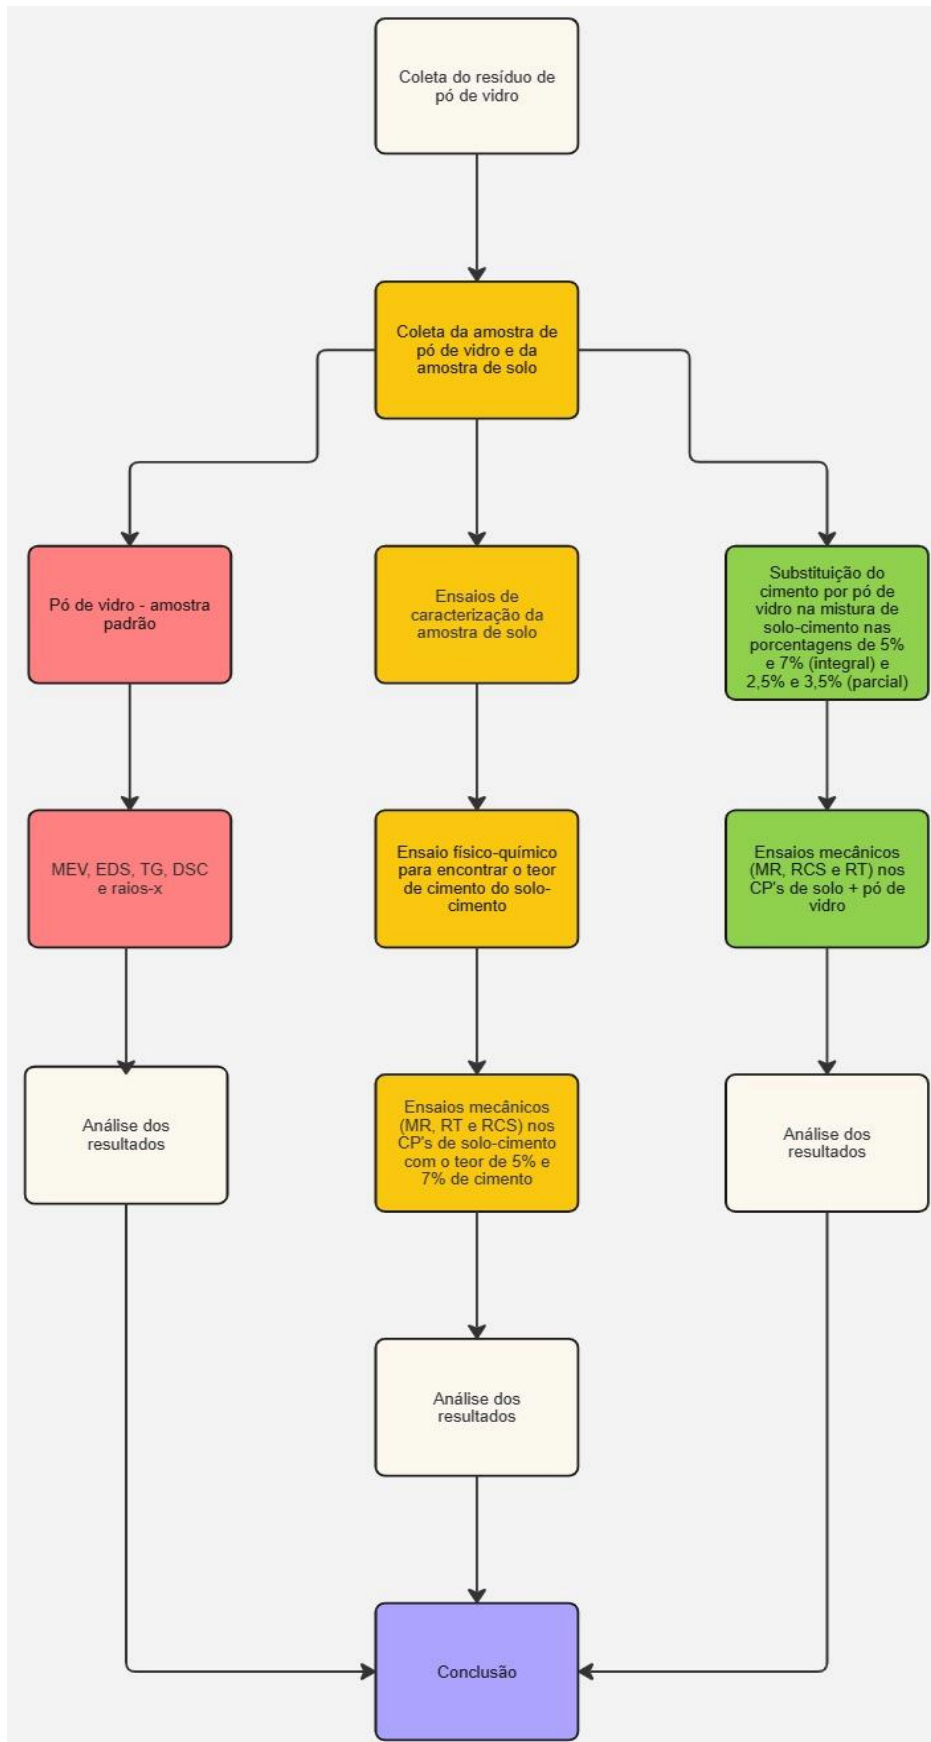 Coleta do resíduo de
pó de vidro
Coleta da amostra de
pó de vidro e da
amostra de solo
Pó de vidro - amostra
padrão
Ensaios de
caracterização da
amostra de solo
Substituição do
cimento por pó de
vidro na mistura de
solo-cimento nas
porcentagens de 5%
e 7% (integral) e
2,5% e 3,5% (parcial)
MEV, EDS, TG, DSC
e raios-x
Ensaio físico-químico
para encontrar o teor
de cimento do solo-
cimento
Ensaios mecânicos
(MR, RCS e RT) nos
CP's de solo + pó de
vidro
Análise dos
resultados
Ensaios mecânicos
(MR, RT e RCS) nos
CP's de solo-cimento
com o teor de 5% e
7% de cimento
Análise dos
resultados
Análise dos
resultados
Conclusão